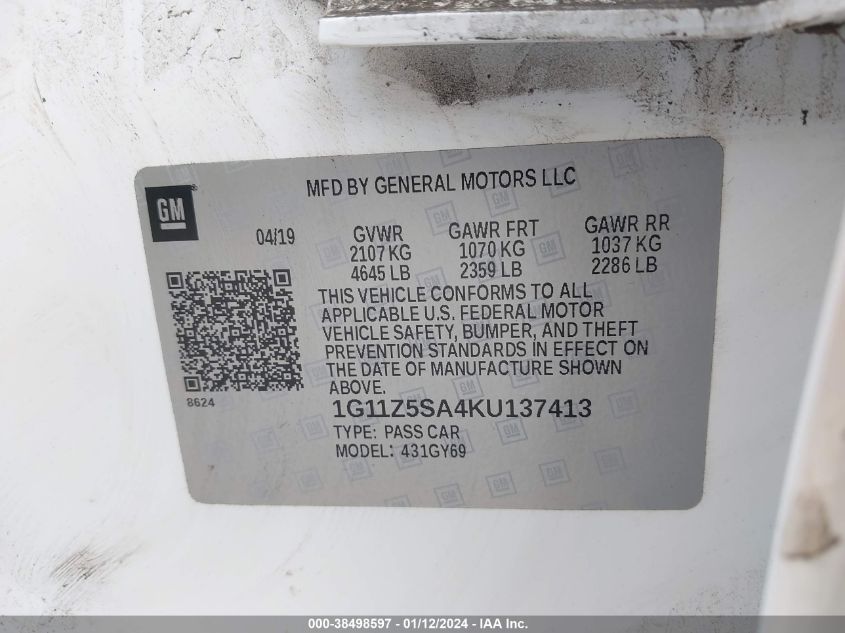 MFD BY GENERAL MOTORS LLC
GM
04/19 GVWR GAWR FRT GAWR RR
2107 KG 1070 KG 1037 KG
4645 LB 2359 LB 2286 LB
THIS VEHICLE CONFORMS TO ALL
APPLICABLE U.S. FEDERAL MOTOR
VEHICLE SAFETY, BUMPER, AND THEFT
PREVENTION STANDARDS IN EFFECT ON
THE DATE OF MANUFACTURE SHOWN
ABOVE.
8624
1G11Z5SA4KU137413
TYPE: PASS CAR
MODEL: 431GY69
000-38498597 - 01/12/2024 - IAA Inc.